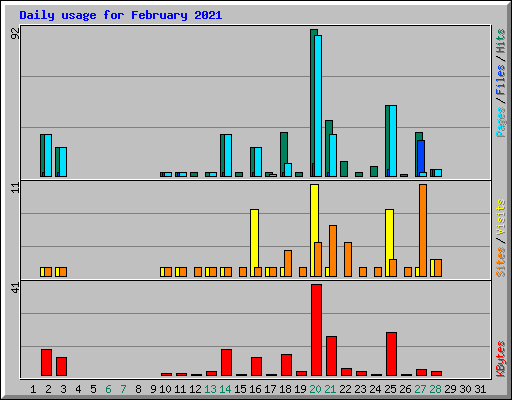 Daily usage for February 2021
92
Pages / Files / Hits
11
Sites / Visits
41
KBytes
1 2 3 4 5 6 7 8 9 10 11 12 13 14 15 16 17 18 19 20 21 22 23 24 25 26 27 28 29 30 31